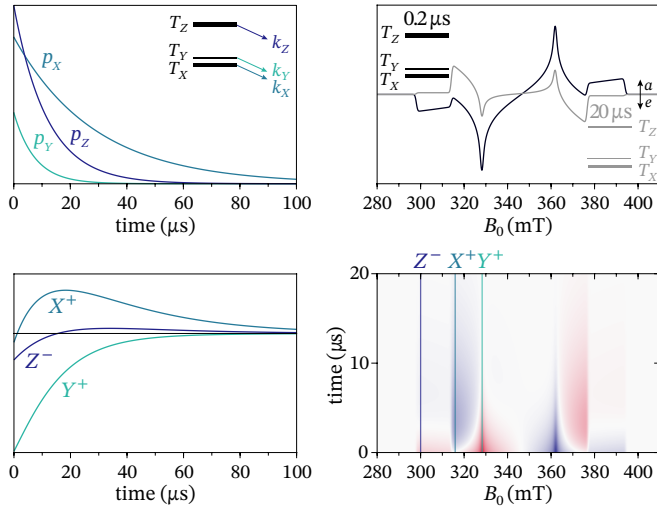 p_X
p_Z
p_Y
T_Z
T_Y
T_X
k_Z
k_Y
k_X
0 20 40 60 80 100
time (μs)
0.2 μs
T_Z
T_Y
T_X
a
e
20 μs
T_Z
T_Y
T_X
280 300 320 340 360 380 400
B_0 (mT)
X^+
Z^−
Y^+
0 20 40 60 80 100
time (μs)
Z^− X^+ Y^+
20
10
0
time (μs)
280 300 320 340 360 380 400
B_0 (mT)